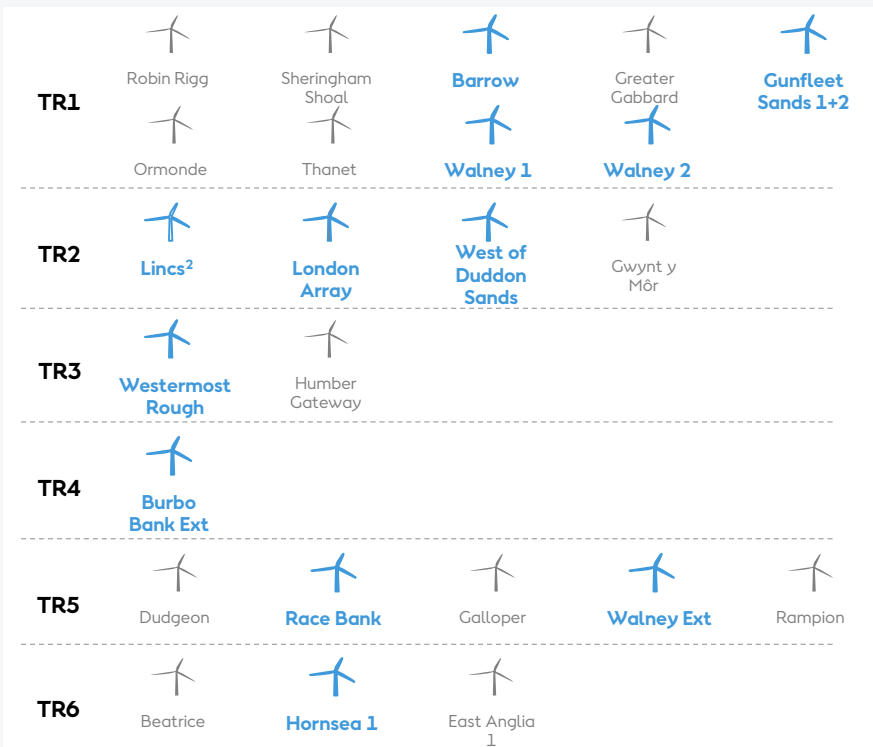 TR1
Robin Rigg
Sheringham
Shoal
Barrow
Greater
Gabbard
Gunfleet
Sands 1+2
Ormonde
Thanet
Walney 1
Walney 2
TR2
Lincs²
London
Array
West of
Duddon
Sands
Gwynt y
Môr
TR3
Westermost
Rough
Humber
Gateway
TR4
Burbo
Bank Ext
TR5
Dudgeon
Race Bank
Galloper
Walney Ext
Rampion
TR6
Beatrice
Hornsea 1
East Anglia
1